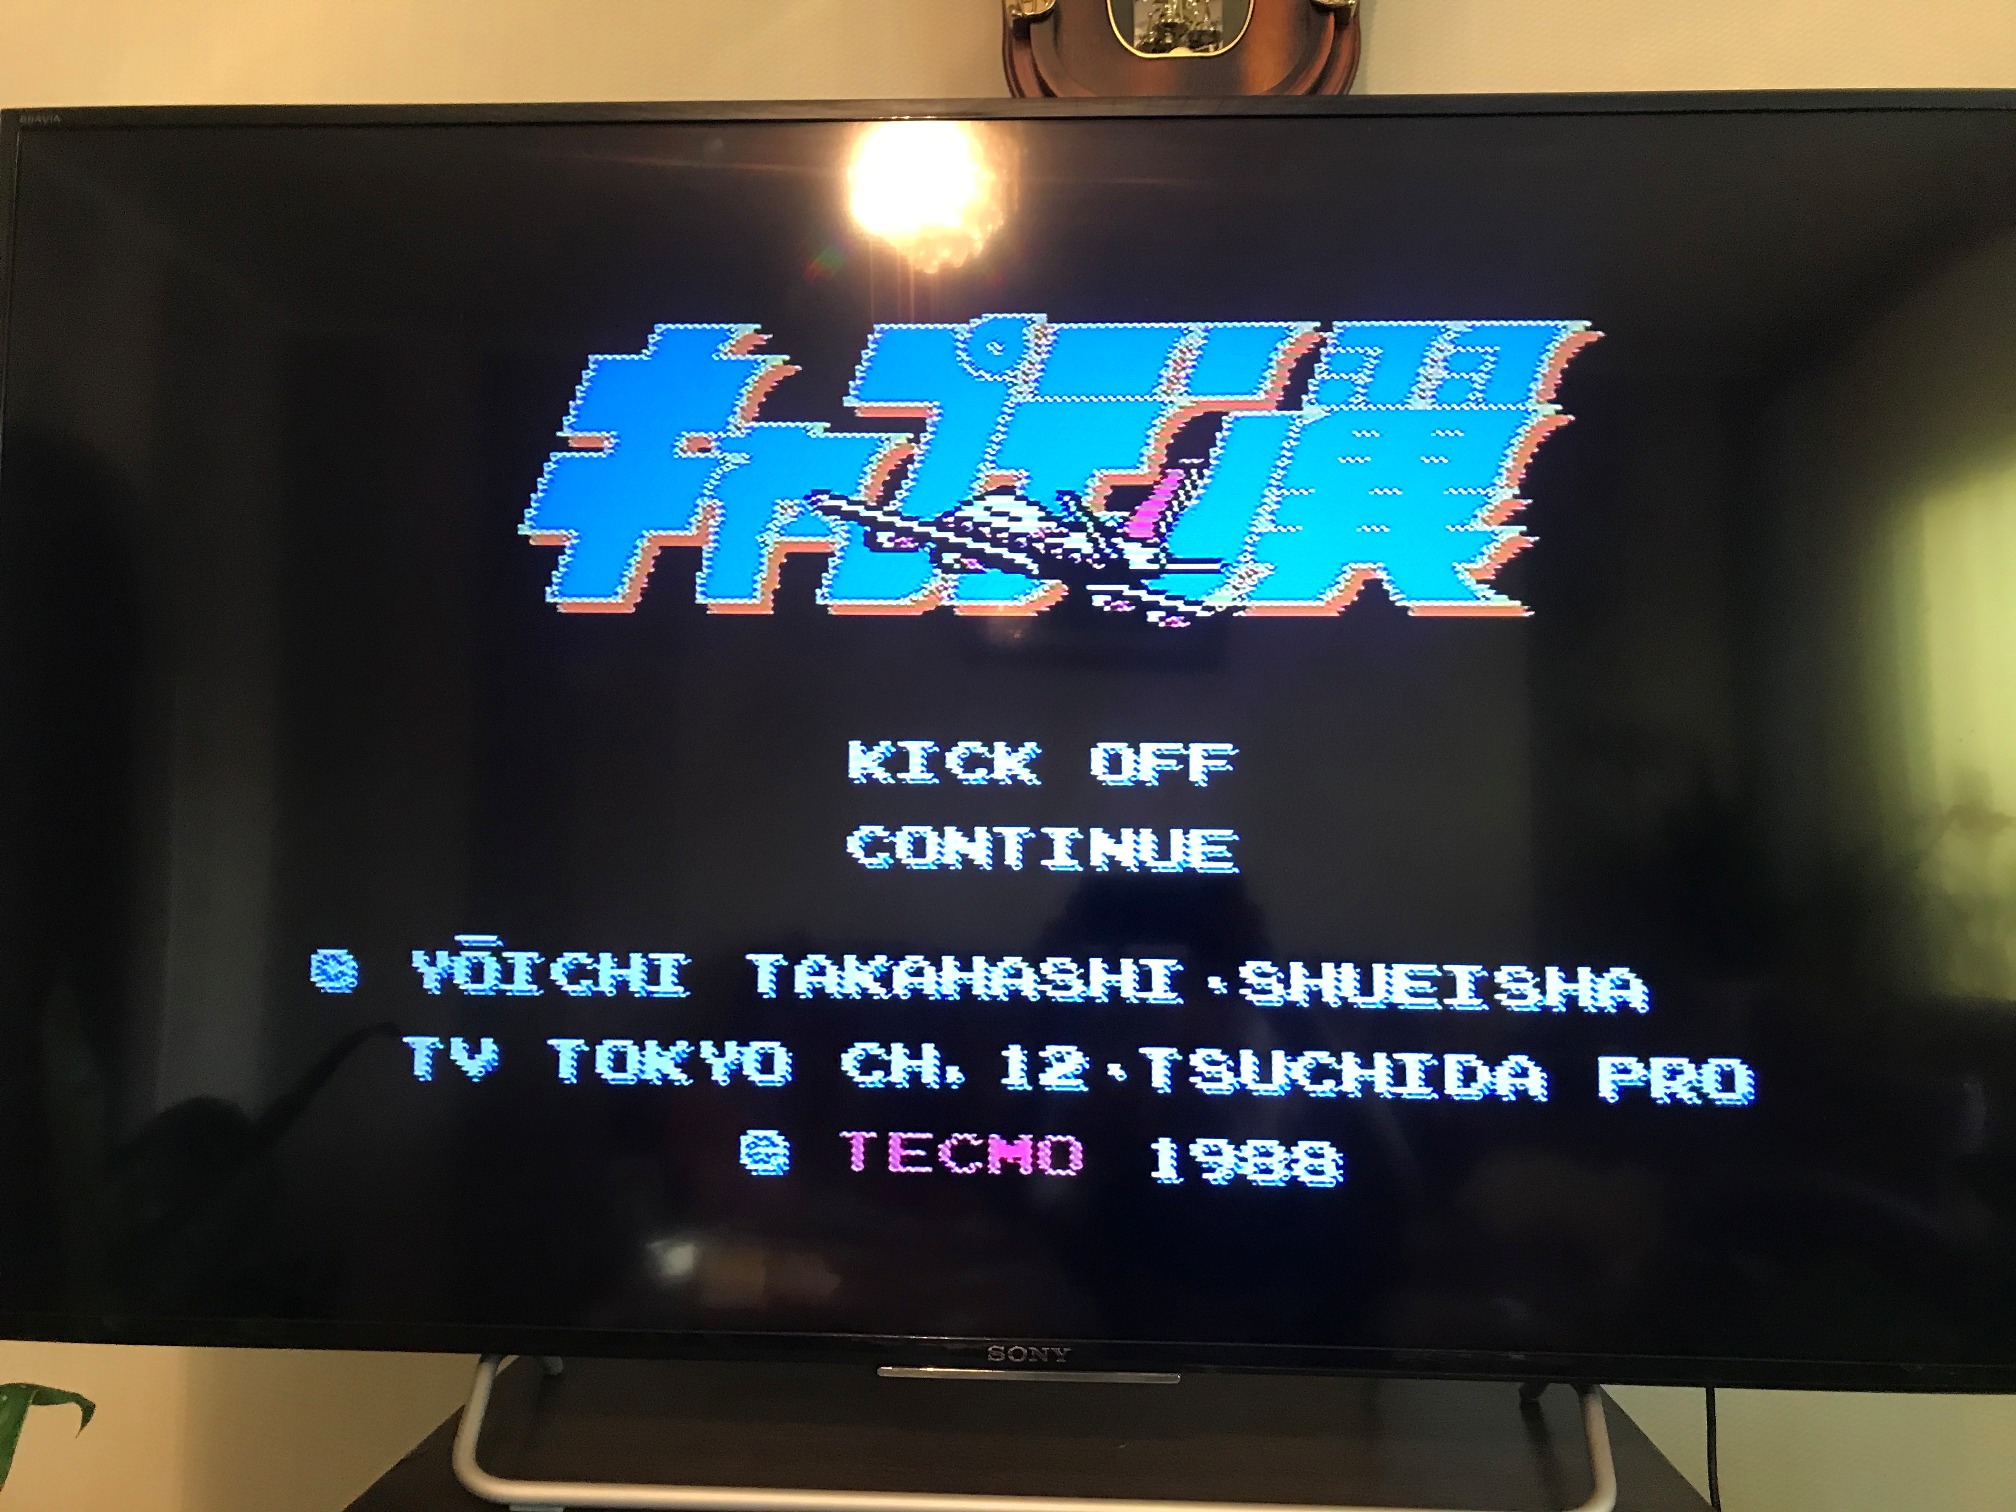 BRAVIA
キャプテン翼
KICK OFF
CONTINUE
© YŌICHI TAKAHASHI・SHUEISHA
TV TOKYO CH. 12・TSUCHIDA PRO
© TECMO 1988
SONY